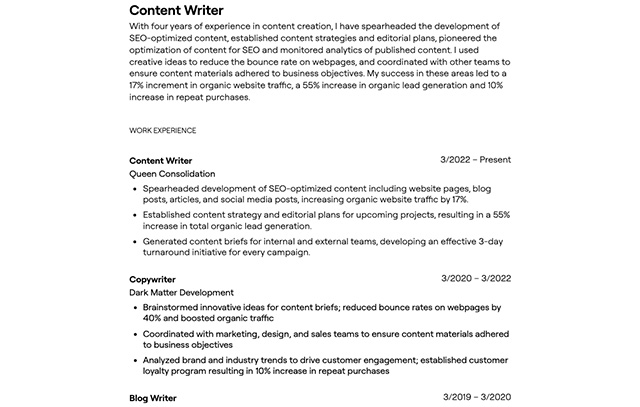 Content Writer
With four years of experience in content creation, I have spearheaded the development of
SEO-optimized content, established content strategies and editorial plans, pioneered the
optimization of content for SEO and monitored analytics of published content. I used
creative ideas to reduce the bounce rate on webpages, and coordinated with other teams to
ensure content materials adhered to business objectives. My success in these areas led to a
17% increment in organic website traffic, a 55% increase in organic lead generation and 10%
increase in repeat purchases.
WORK EXPERIENCE
Content Writer 3/2022 – Present
Queen Consolidation
• Spearheaded development of SEO-optimized content including website pages, blog
posts, articles, and social media posts, increasing organic website traffic by 17%.
• Established content strategy and editorial plans for upcoming projects, resulting in a 55%
increase in total organic lead generation.
• Generated content briefs for internal and external teams, developing an effective 3-day
turnaround initiative for every campaign.
Copywriter 3/2020 – 3/2022
Dark Matter Development
• Brainstormed innovative ideas for content briefs; reduced bounce rates on webpages by
40% and boosted organic traffic
• Coordinated with marketing, design, and sales teams to ensure content materials adhered
to business objectives
• Analyzed brand and industry trends to drive customer engagement; established customer
loyalty program resulting in 10% increase in repeat purchases
Blog Writer 3/2019 – 3/2020